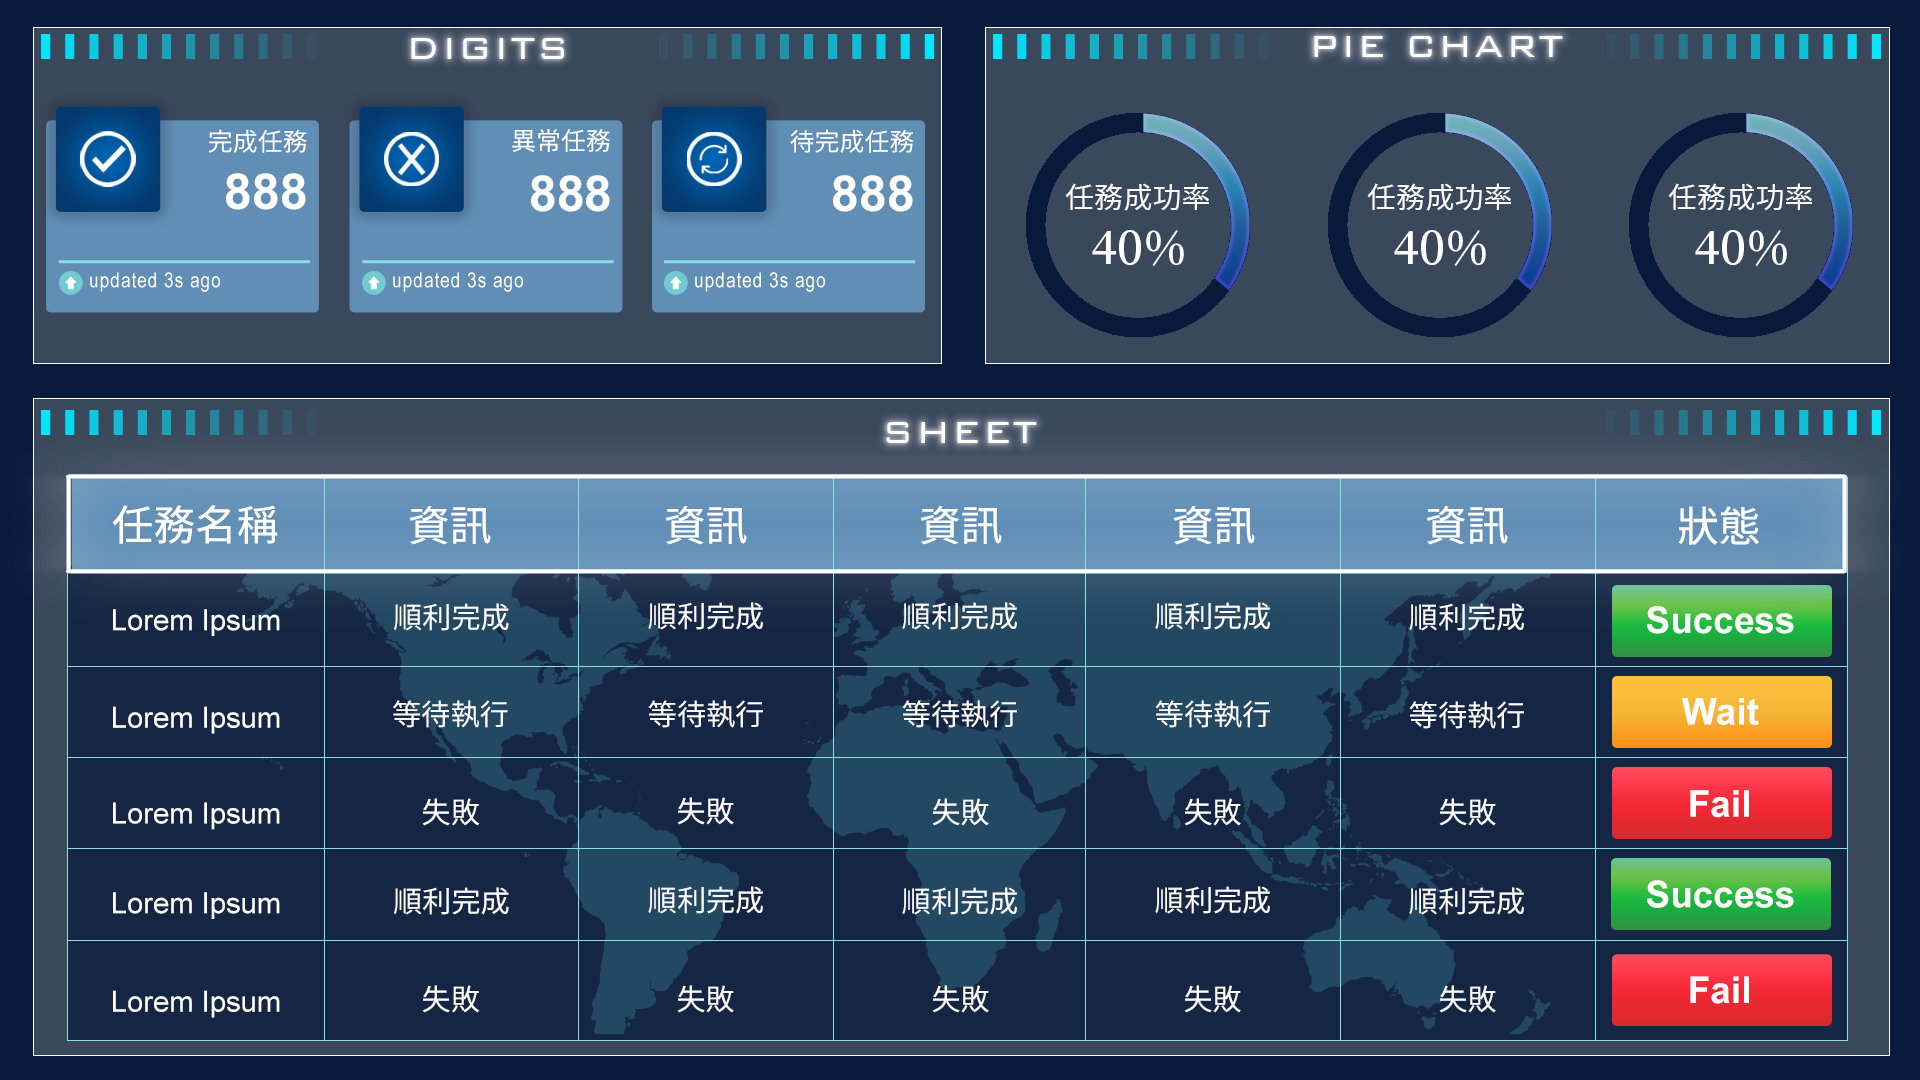 DIGITS
完成任務
888
updated 3s ago
異常任務
888
updated 3s ago
待完成任務
888
updated 3s ago
PIE CHART
任務成功率
40%
任務成功率
40%
任務成功率
40%
SHEET
任務名稱 資訊 資訊 資訊 資訊 資訊 狀態
Lorem Ipsum 順利完成 順利完成 順利完成 順利完成 順利完成 Success
Lorem Ipsum 等待執行 等待執行 等待執行 等待執行 等待執行 Wait
Lorem Ipsum 失敗 失敗 失敗 失敗 失敗 Fail
Lorem Ipsum 順利完成 順利完成 順利完成 順利完成 順利完成 Success
Lorem Ipsum 失敗 失敗 失敗 失敗 失敗 Fail